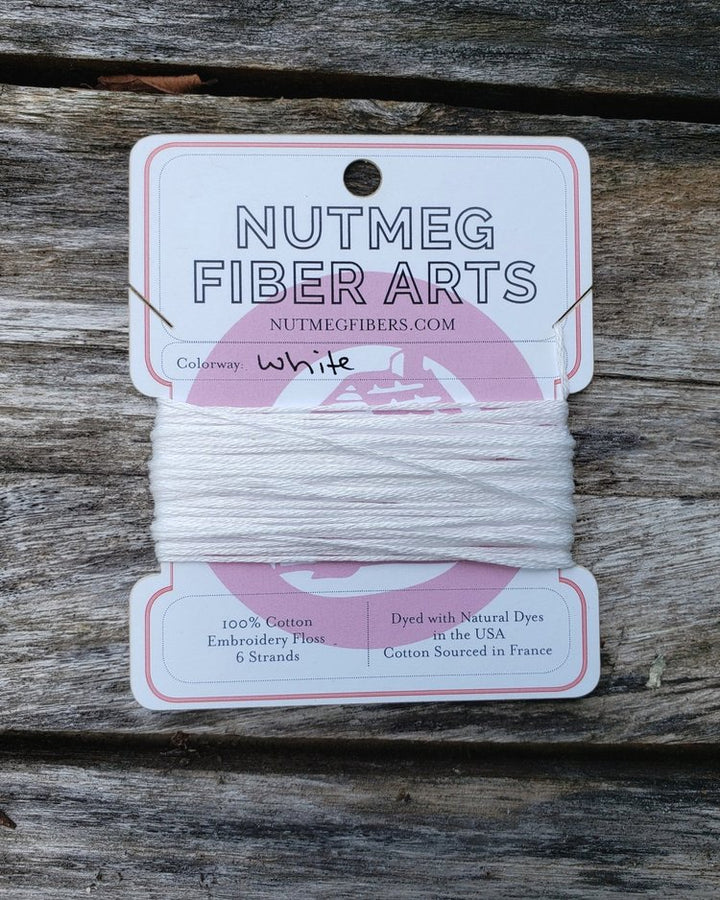 NUTMEG
FIBER ARTS
NUTMEGFIBERS.COM
Colorway: White
100% Cotton
Embroidery Floss
6 Strands
Dyed with Natural Dyes
in the USA
Cotton Sourced in France